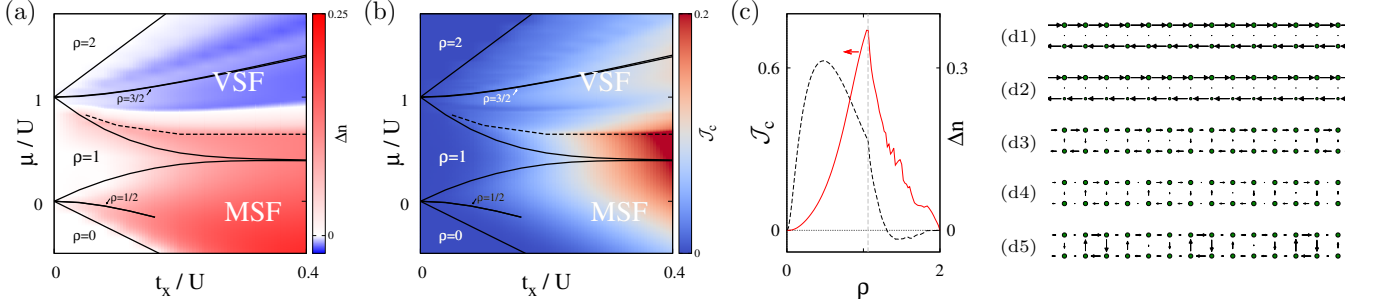 (a)
μ / U
1
0
ρ=2
VSF
ρ=3/2
ρ=1
ρ=1/2
MSF
ρ=0
0
0.4
t_x / U
0.25
Δn
0
(b)
μ / U
1
0
ρ=2
VSF
ρ=3/2
ρ=1
ρ=1/2
MSF
ρ=0
0
0.4
t_x / U
0.2
𝒥_c
0
(c)
𝒥_c
0.6
0
0
1
2
ρ
0.3
Δn
0
(d1)
(d2)
(d3)
(d4)
(d5)